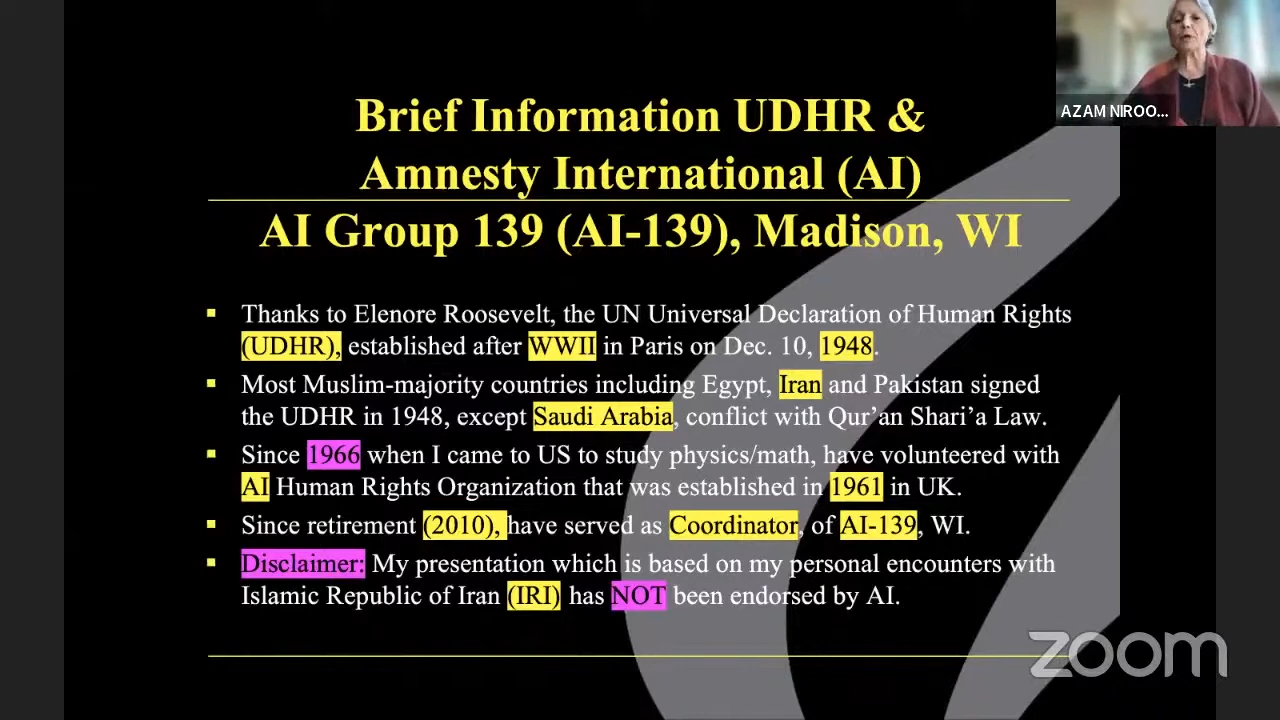 AZAM NIROO...
Brief Information UDHR &
Amnesty International (AI)
AI Group 139 (AI-139), Madison, WI
▪ Thanks to Elenore Roosevelt, the UN Universal Declaration of Human Rights
(UDHR), established after WWII in Paris on Dec. 10, 1948.
▪ Most Muslim-majority countries including Egypt, Iran and Pakistan signed
the UDHR in 1948, except Saudi Arabia, conflict with Qur’an Shari’a Law.
▪ Since 1966 when I came to US to study physics/math, have volunteered with
AI Human Rights Organization that was established in 1961 in UK.
▪ Since retirement (2010), have served as Coordinator, of AI-139, WI.
▪ Disclaimer: My presentation which is based on my personal encounters with
Islamic Republic of Iran (IRI) has NOT been endorsed by AI.
zoom